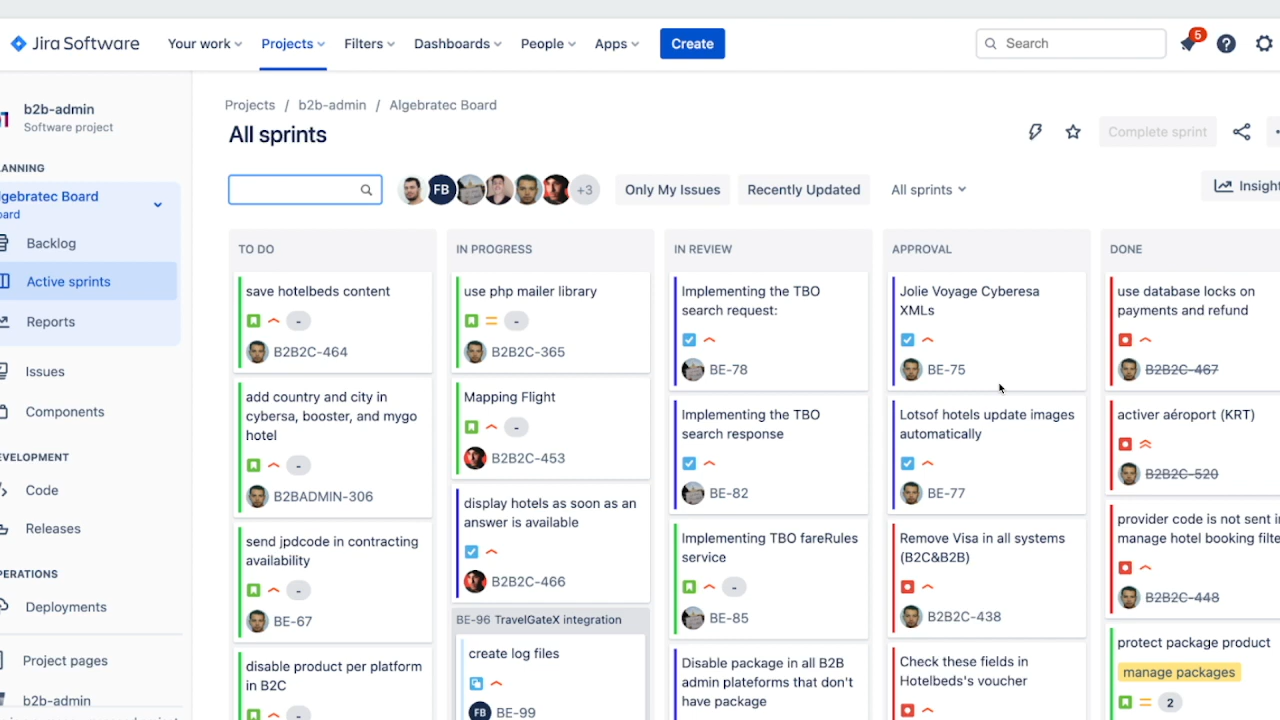 Jira Software
Your work
Projects
Filters
Dashboards
People
Apps
Create
Search
5
b2b-admin
Software project
LANNING
lgebratec Board
oard
Backlog
Active sprints
Reports
Issues
Components
EVELOPMENT
Code
Releases
PERATIONS
Deployments
Project pages
b2b-admin
Projects / b2b-admin / Algebratec Board
All sprints
Complete sprint
FB
+3
Only My Issues
Recently Updated
All sprints
Insight
TO DO
save hotelbeds content
-
B2B2C-464
add country and city in
cybersa, booster, and mygo
hotel
-
B2BADMIN-306
send jpdcode in contracting
availability
-
BE-67
disable product per platform
in B2C
-
IN PROGRESS
use php mailer library
-
B2B2C-365
Mapping Flight
-
B2B2C-453
display hotels as soon as an
answer is available
B2B2C-466
BE-96 TravelGateX integration
create log files
FB
BE-99
IN REVIEW
Implementing the TBO
search request:
BE-78
Implementing the TBO
search response
BE-82
Implementing TBO fareRules
service
-
BE-85
Disable package in all B2B
admin plateforms that don't
have package
APPROVAL
Jolie Voyage Cyberesa
XMLs
BE-75
Lotsof hotels update images
automatically
BE-77
Remove Visa in all systems
(B2C&B2B)
B2B2C-438
Check these fields in
Hotelbeds's voucher
DONE
use database locks on
payments and refund
B2B2C-467
activer aéroport (KRT)
B2B2C-520
provider code is not sent i
manage hotel booking filte
B2B2C-448
protect package product
manage packages
2